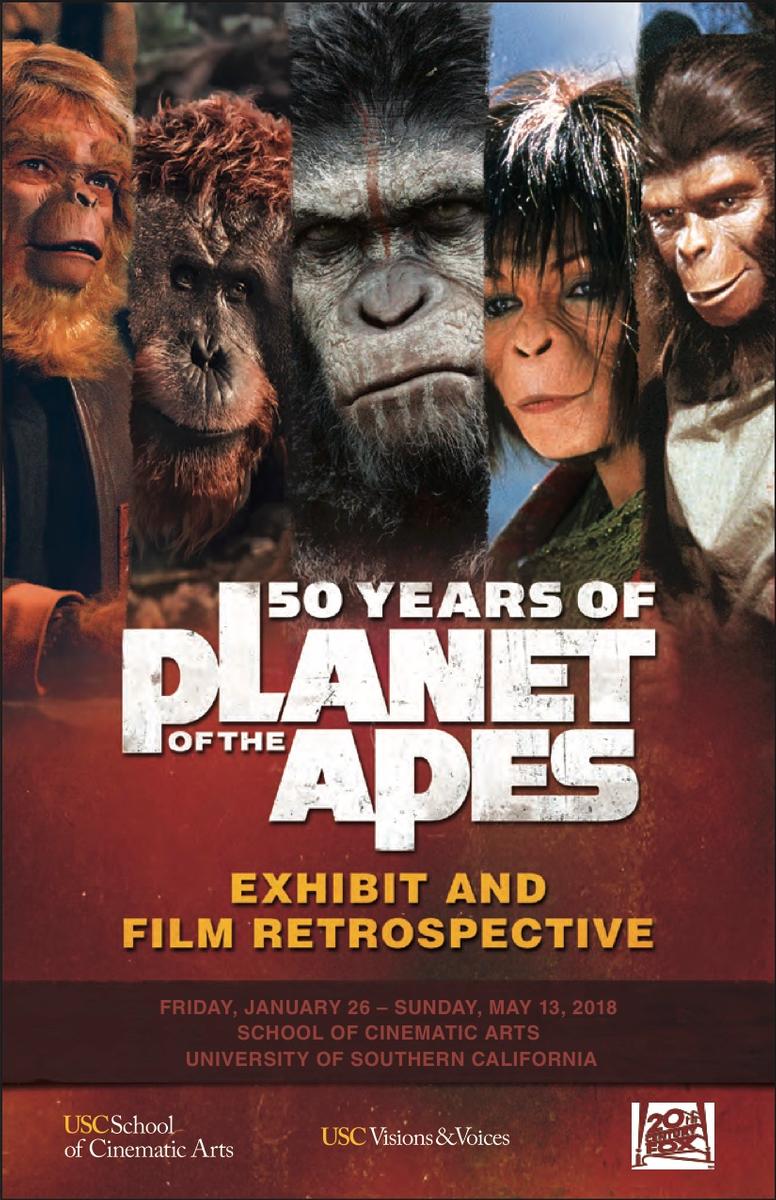 50 YEARS OF
PLANET
OF THE
APES
EXHIBIT AND
FILM RETROSPECTIVE
FRIDAY, JANUARY 26 – SUNDAY, MAY 13, 2018
SCHOOL OF CINEMATIC ARTS
UNIVERSITY OF SOUTHERN CALIFORNIA
USC School
of Cinematic Arts
USC Visions&Voices
20th
CENTURY
FOX